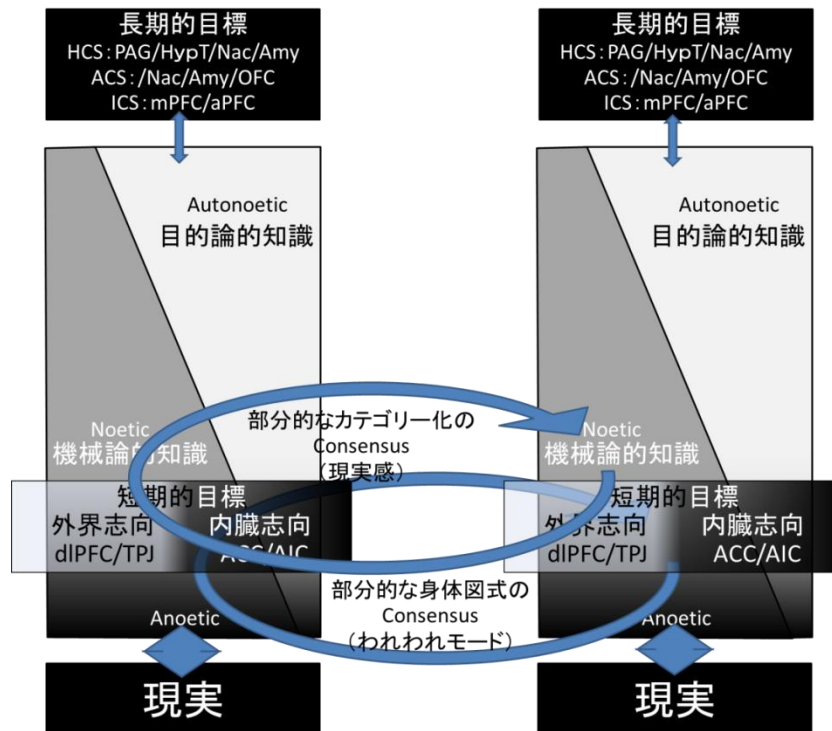 長期的目標
HCS：PAG/HypT/Nac/Amy
ACS：/Nac/Amy/OFC
ICS：mPFC/aPFC
Autonoetic
目的論的知識
Noetic
機械論的知識
短期的目標
外界志向
dlPFC/TPJ
内臓志向
ACC/AIC
Anoetic
現実
部分的なカテゴリー化の
Consensus
（現実感）
部分的な身体図式の
Consensus
（われわれモード）
長期的目標
HCS：PAG/HypT/Nac/Amy
ACS：/Nac/Amy/OFC
ICS：mPFC/aPFC
Autonoetic
目的論的知識
Noetic
機械論的知識
短期的目標
外界志向
dlPFC/TPJ
内臓志向
ACC/AIC
Anoetic
現実